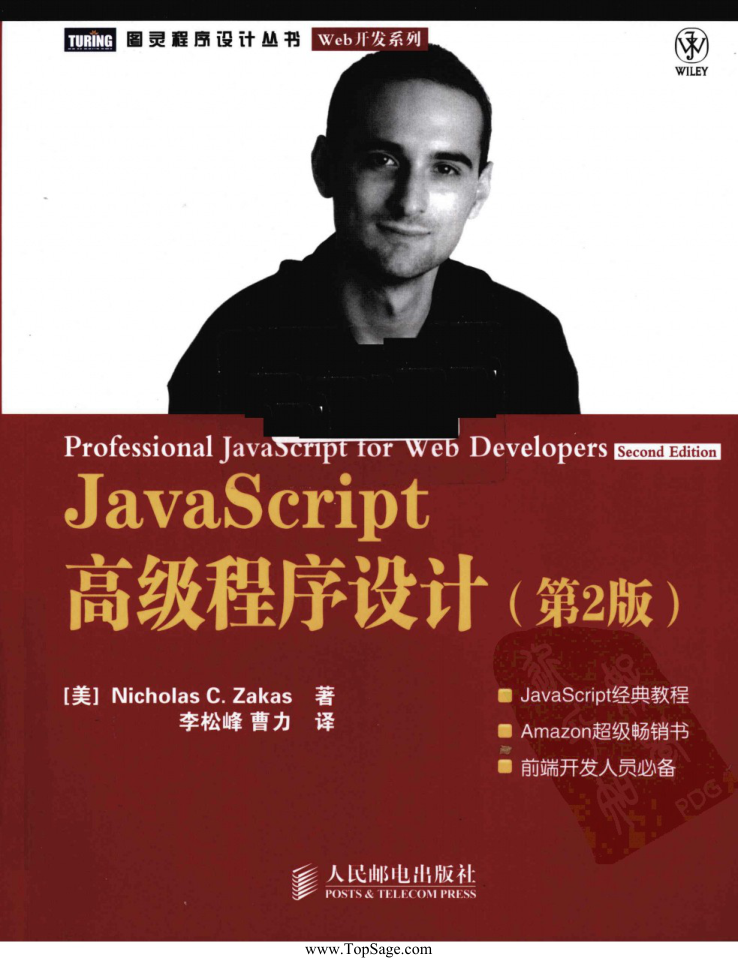 TURING 图灵程序设计丛书 Web开发系列
WILEY
Professional JavaScript for Web Developers Second Edition
JavaScript
高级程序设计（第2版）
[美] Nicholas C. Zakas 著
李松峰 曹力 译
JavaScript经典教程
Amazon超级畅销书
前端开发人员必备
PDG
人民邮电出版社
POSTS & TELECOM PRESS
www.TopSage.com